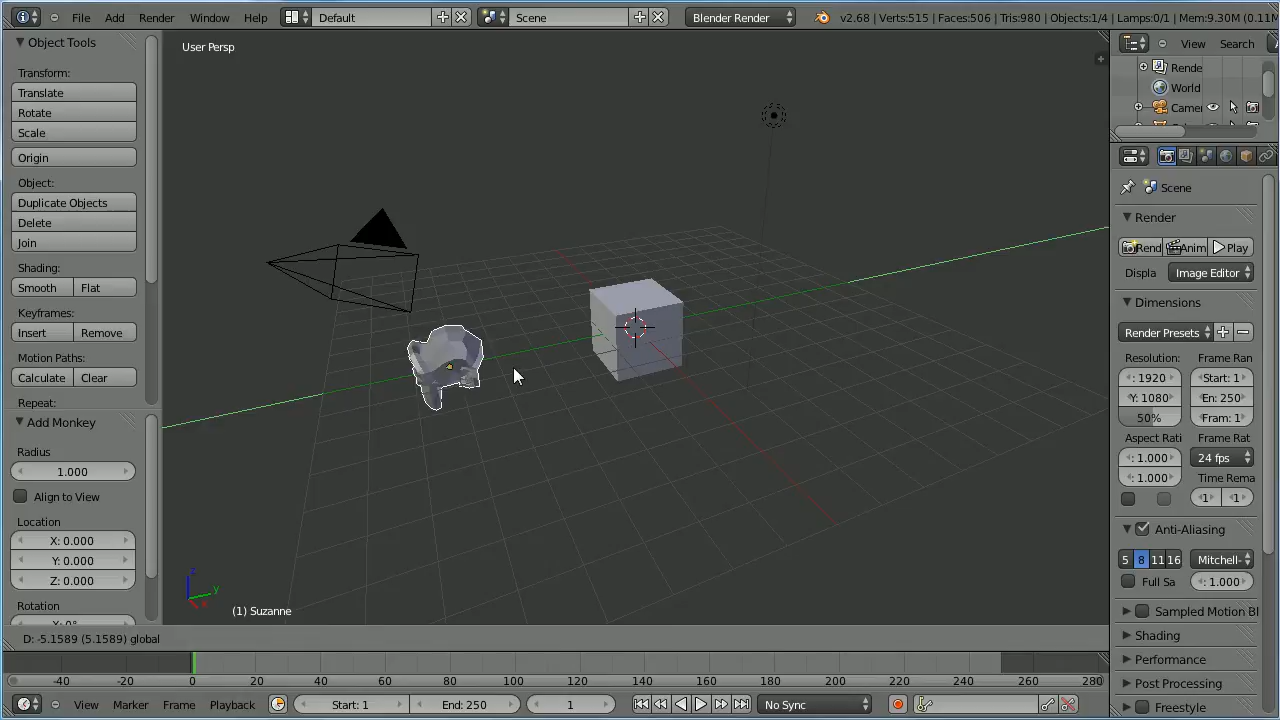 File Add Render Window Help Default Scene Blender Render v2.68 | Verts:515 | Faces:506 | Tris:980 | Objects:1/4 | Lamps:0/1 | Mem:9.30M (0.11M
Object Tools
Transform:
Translate
Rotate
Scale
Origin
Object:
Duplicate Objects
Delete
Join
Shading:
Smooth Flat
Keyframes:
Insert Remove
Motion Paths:
Calculate Clear
Repeat:
Add Monkey
Radius
1.000
Align to View
Location
X: 0.000
Y: 0.000
Z: 0.000
Rotation
X: 0°
User Persp
z
y
x
(1) Suzanne
D: -5.1589 (5.1589) global
View Search
Rende
World
Camer
Scene
Render
Rend Anim Play
Displa Image Editor
Dimensions
Render Presets
Resolution: Frame Ran
: 1920 Start: 1
Y: 1080 En: 250
50% Fram: 1
Aspect Rati Frame Rat
: 1.000 24 fps
: 1.000 Time Rema
1 1
Anti-Aliasing
5 8 11 16 Mitchell-
Full Sa : 1.000
Sampled Motion Bl
Shading
Performance
Post Processing
Freestyle
-40 -20 0 20 40 60 80 100 120 140 160 180 200 220 240 260 280
View Marker Frame Playback Start: 1 End: 250 1 No Sync